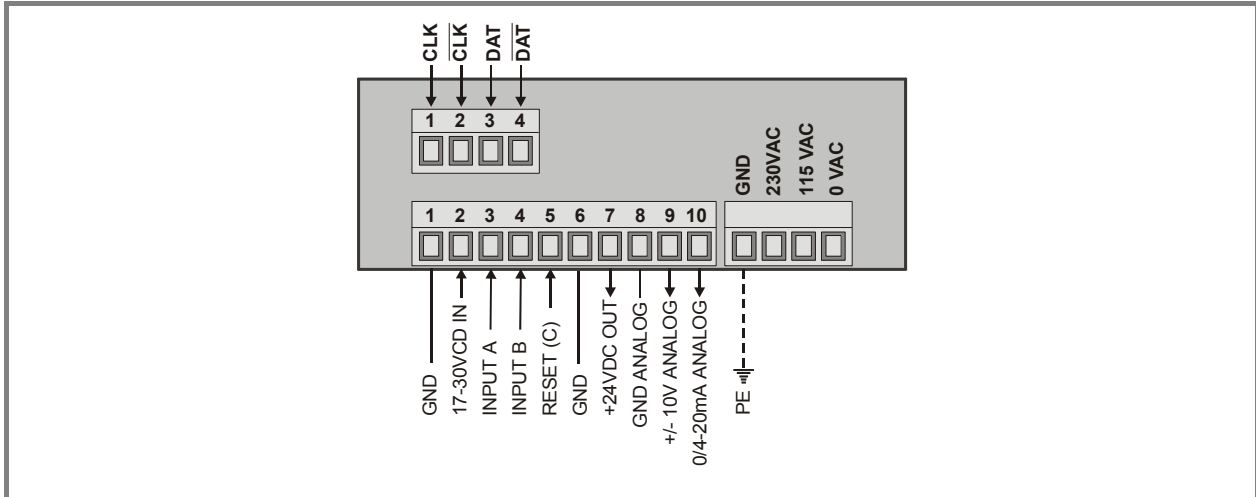 CLK
C̅L̅K̅
DAT
D̅A̅T̅
1 2 3 4
GND
230VAC
115 VAC
0 VAC
1 2 3 4 5 6 7 8 9 10
GND
17-30VCD IN
INPUT A
INPUT B
RESET (C)
GND
+24VDC OUT
GND ANALOG
+/- 10V ANALOG
0/4-20mA ANALOG
PE